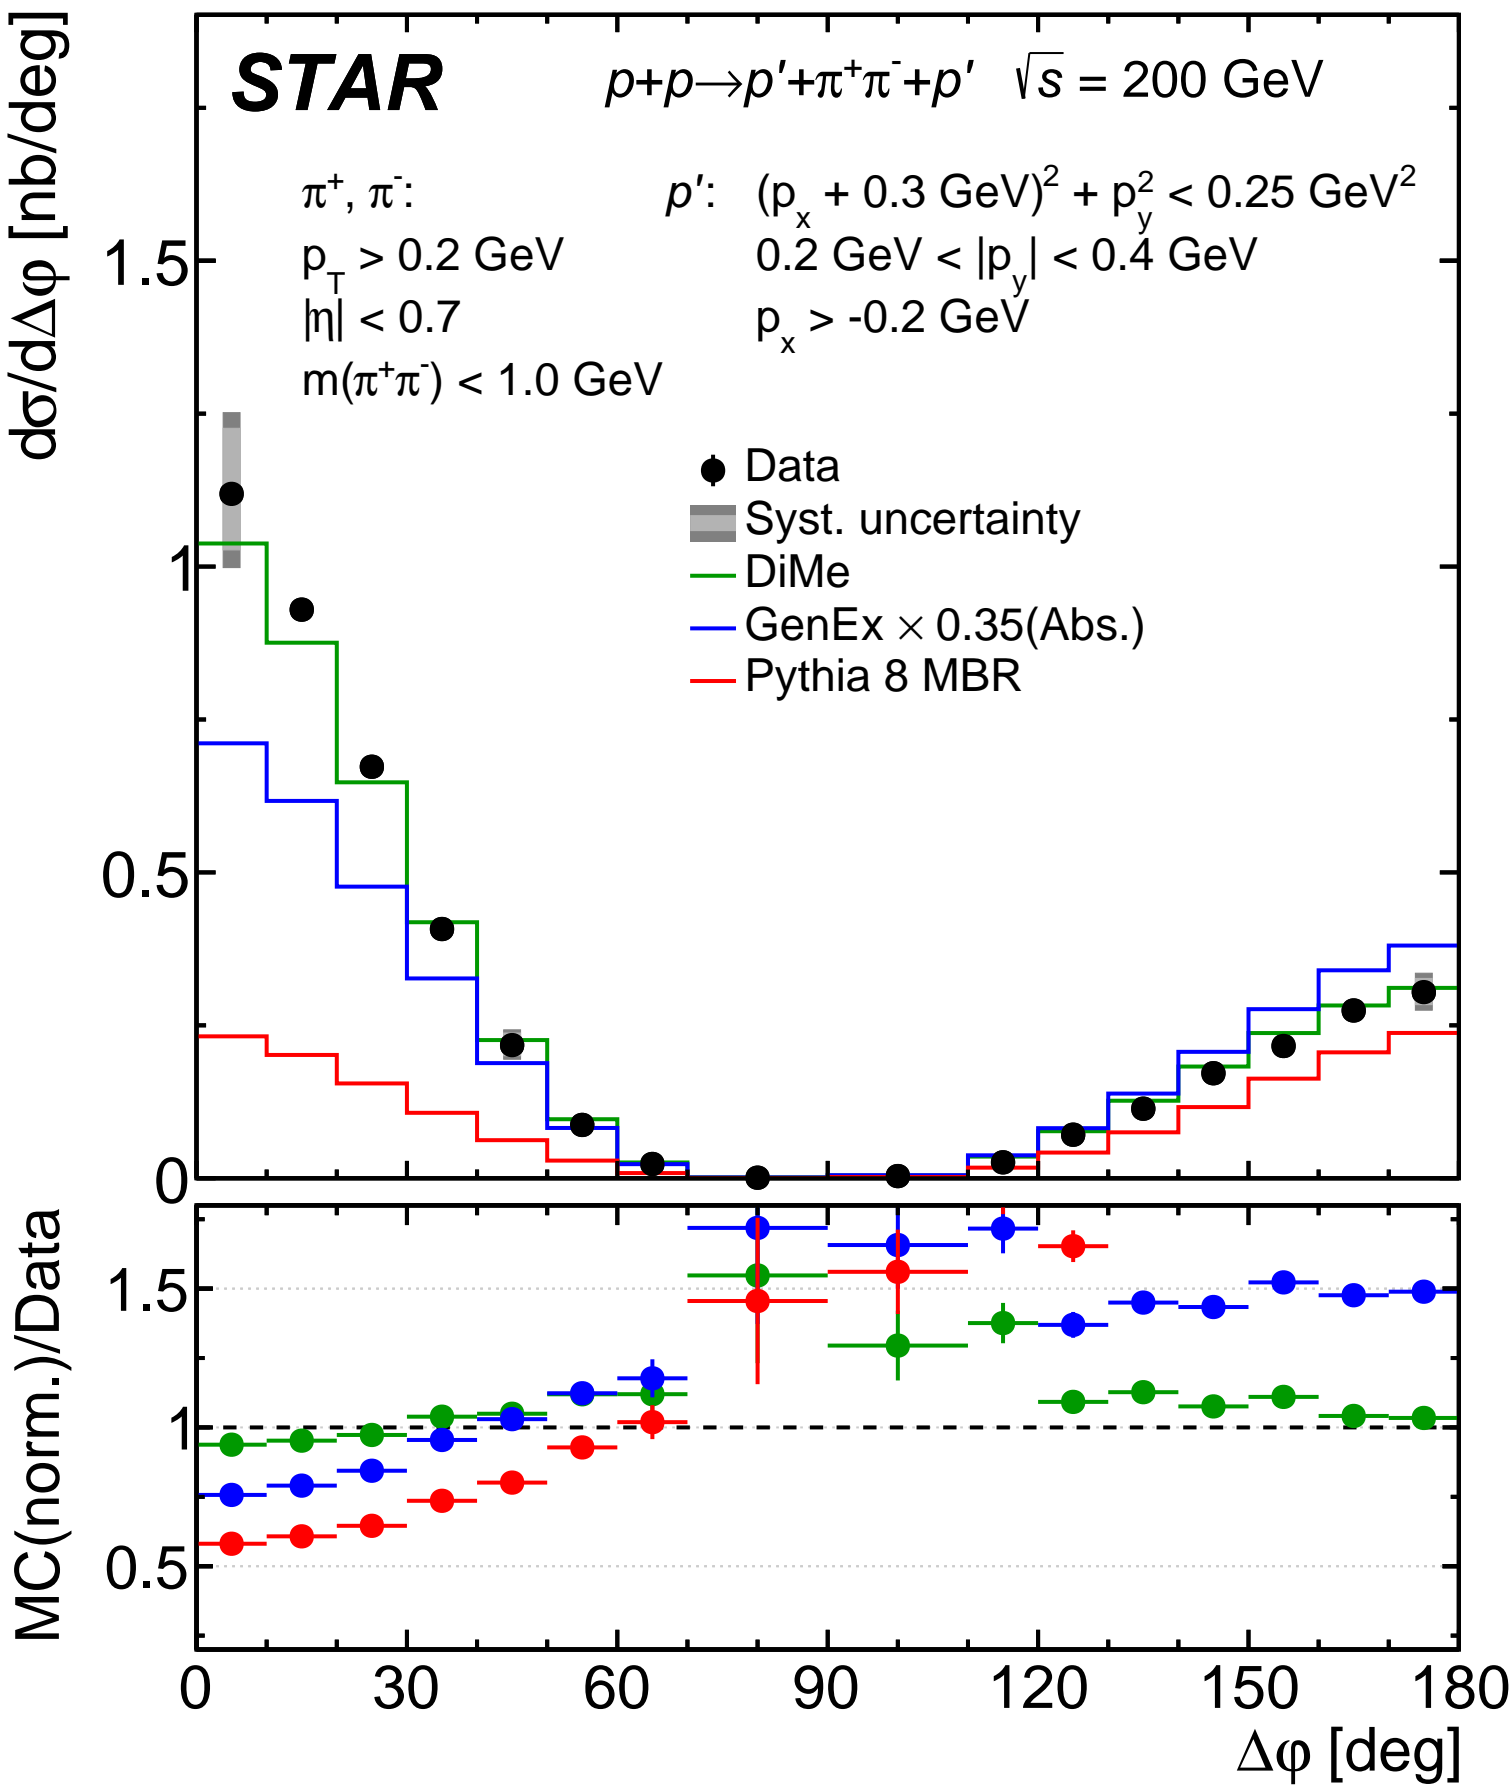 STAR p+p→p′+π⁺π⁻+p′ √s = 200 GeV
π⁺, π⁻: p′: (pₓ + 0.3 GeV)² + p_y² < 0.25 GeV²
p_T > 0.2 GeV 0.2 GeV < |p_y| < 0.4 GeV
|η| < 0.7 pₓ > -0.2 GeV
m(π⁺π⁻) < 1.0 GeV
Data
Syst. uncertainty
DiMe
GenEx × 0.35(Abs.)
Pythia 8 MBR
dσ/dΔφ [nb/deg]
1.5
1
0.5
0
MC(norm.)/Data
1.5
1
0.5
0 30 60 90 120 150 180
Δφ [deg]